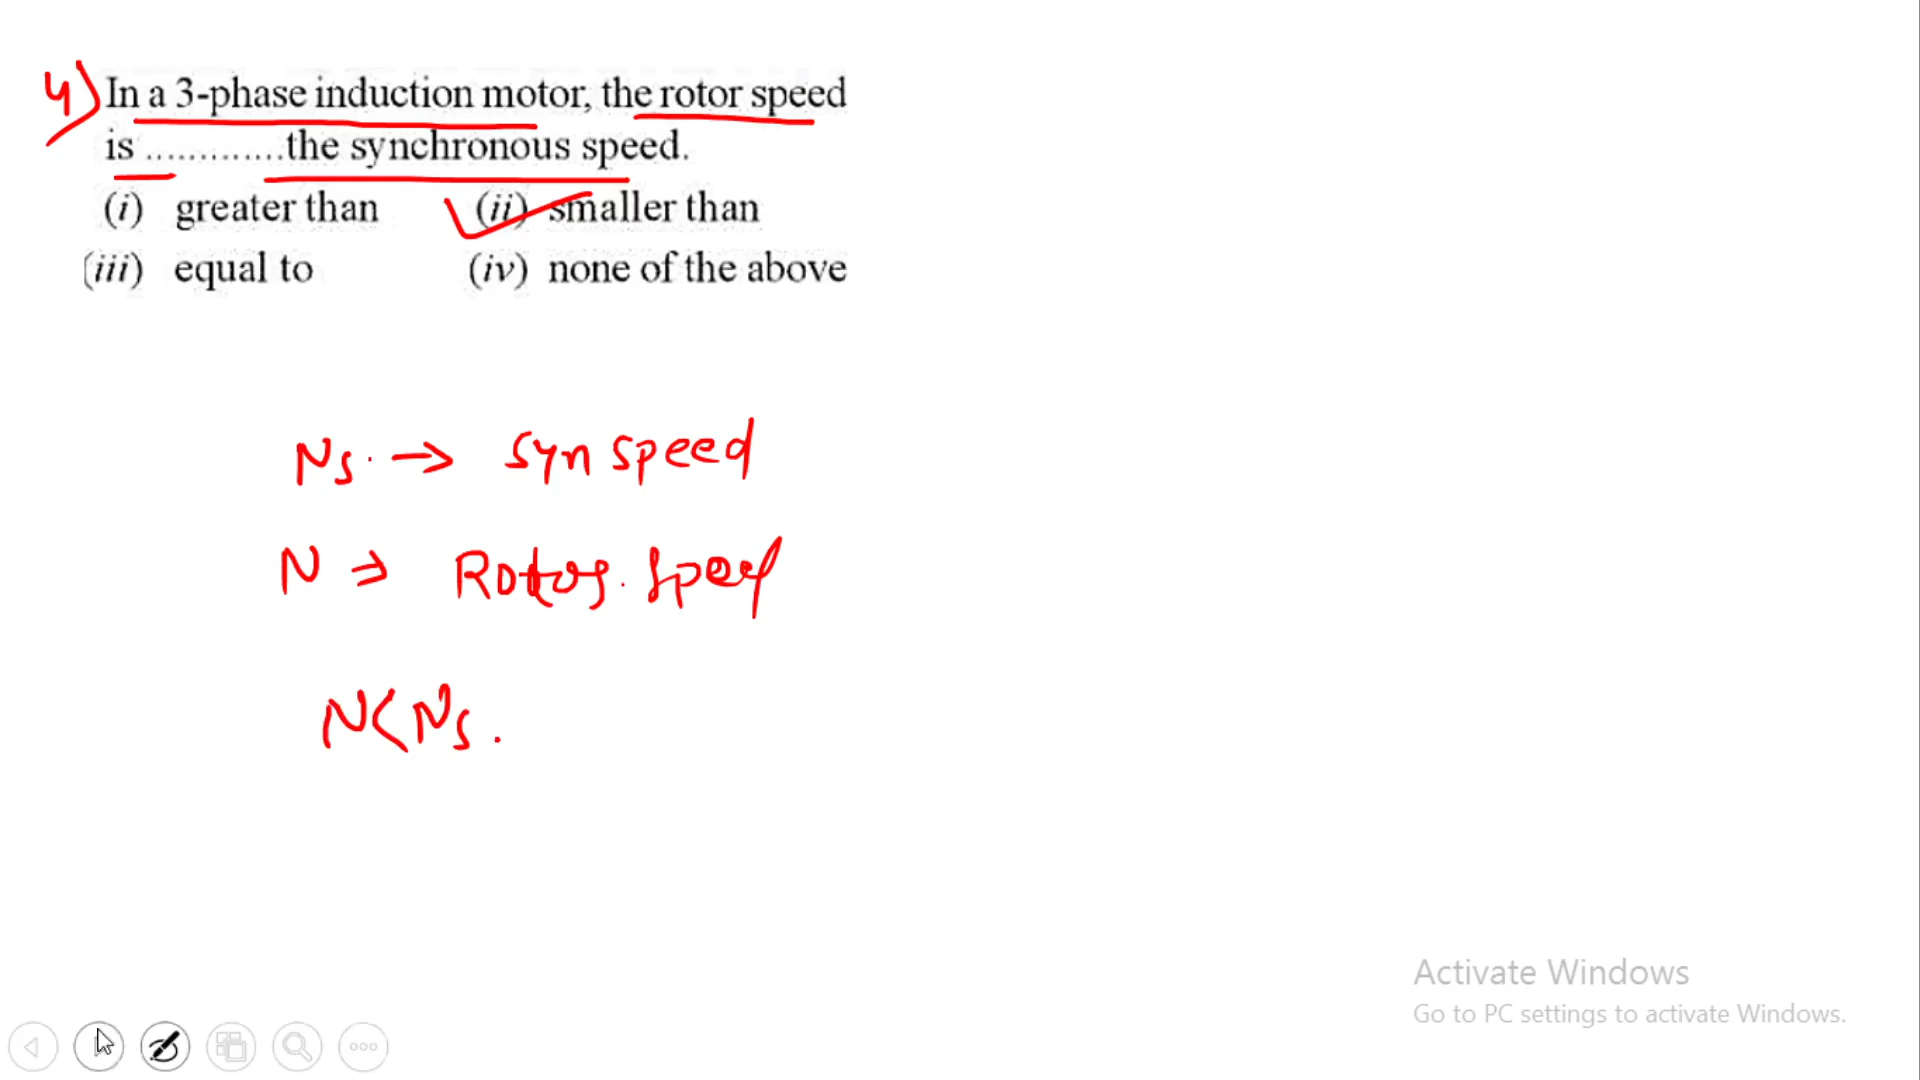 4) In a 3-phase induction motor, the rotor speed
is .............the synchronous speed.
(i) greater than (ii) smaller than
(iii) equal to (iv) none of the above
Ns. → Syn speed
N ⇒ Rotor. Speed
N<Ns.
Activate Windows
Go to PC settings to activate Windows.